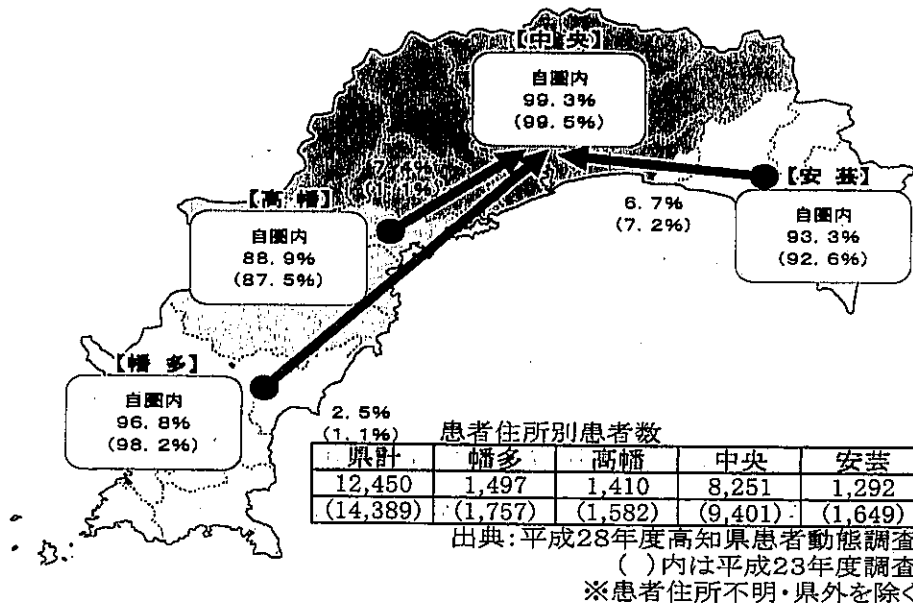 【中央】
自圏内
99.3%
(99.5%)
【高幡】
自圏内
88.9%
(87.5%)
6.7%
(7.2%)
【安芸】
自圏内
93.3%
(92.6%)
【幡多】
自圏内
96.8%
(98.2%)
2.5%
(1.1%)
患者住所別患者数
県計 幡多 高幡 中央 安芸
12,450 1,497 1,410 8,251 1,292
(14,389) (1,757) (1,582) (9,401) (1,649)
出典:平成28年度高知県患者動態調査
( )内は平成23年度調査
※患者住所不明・県外を除く